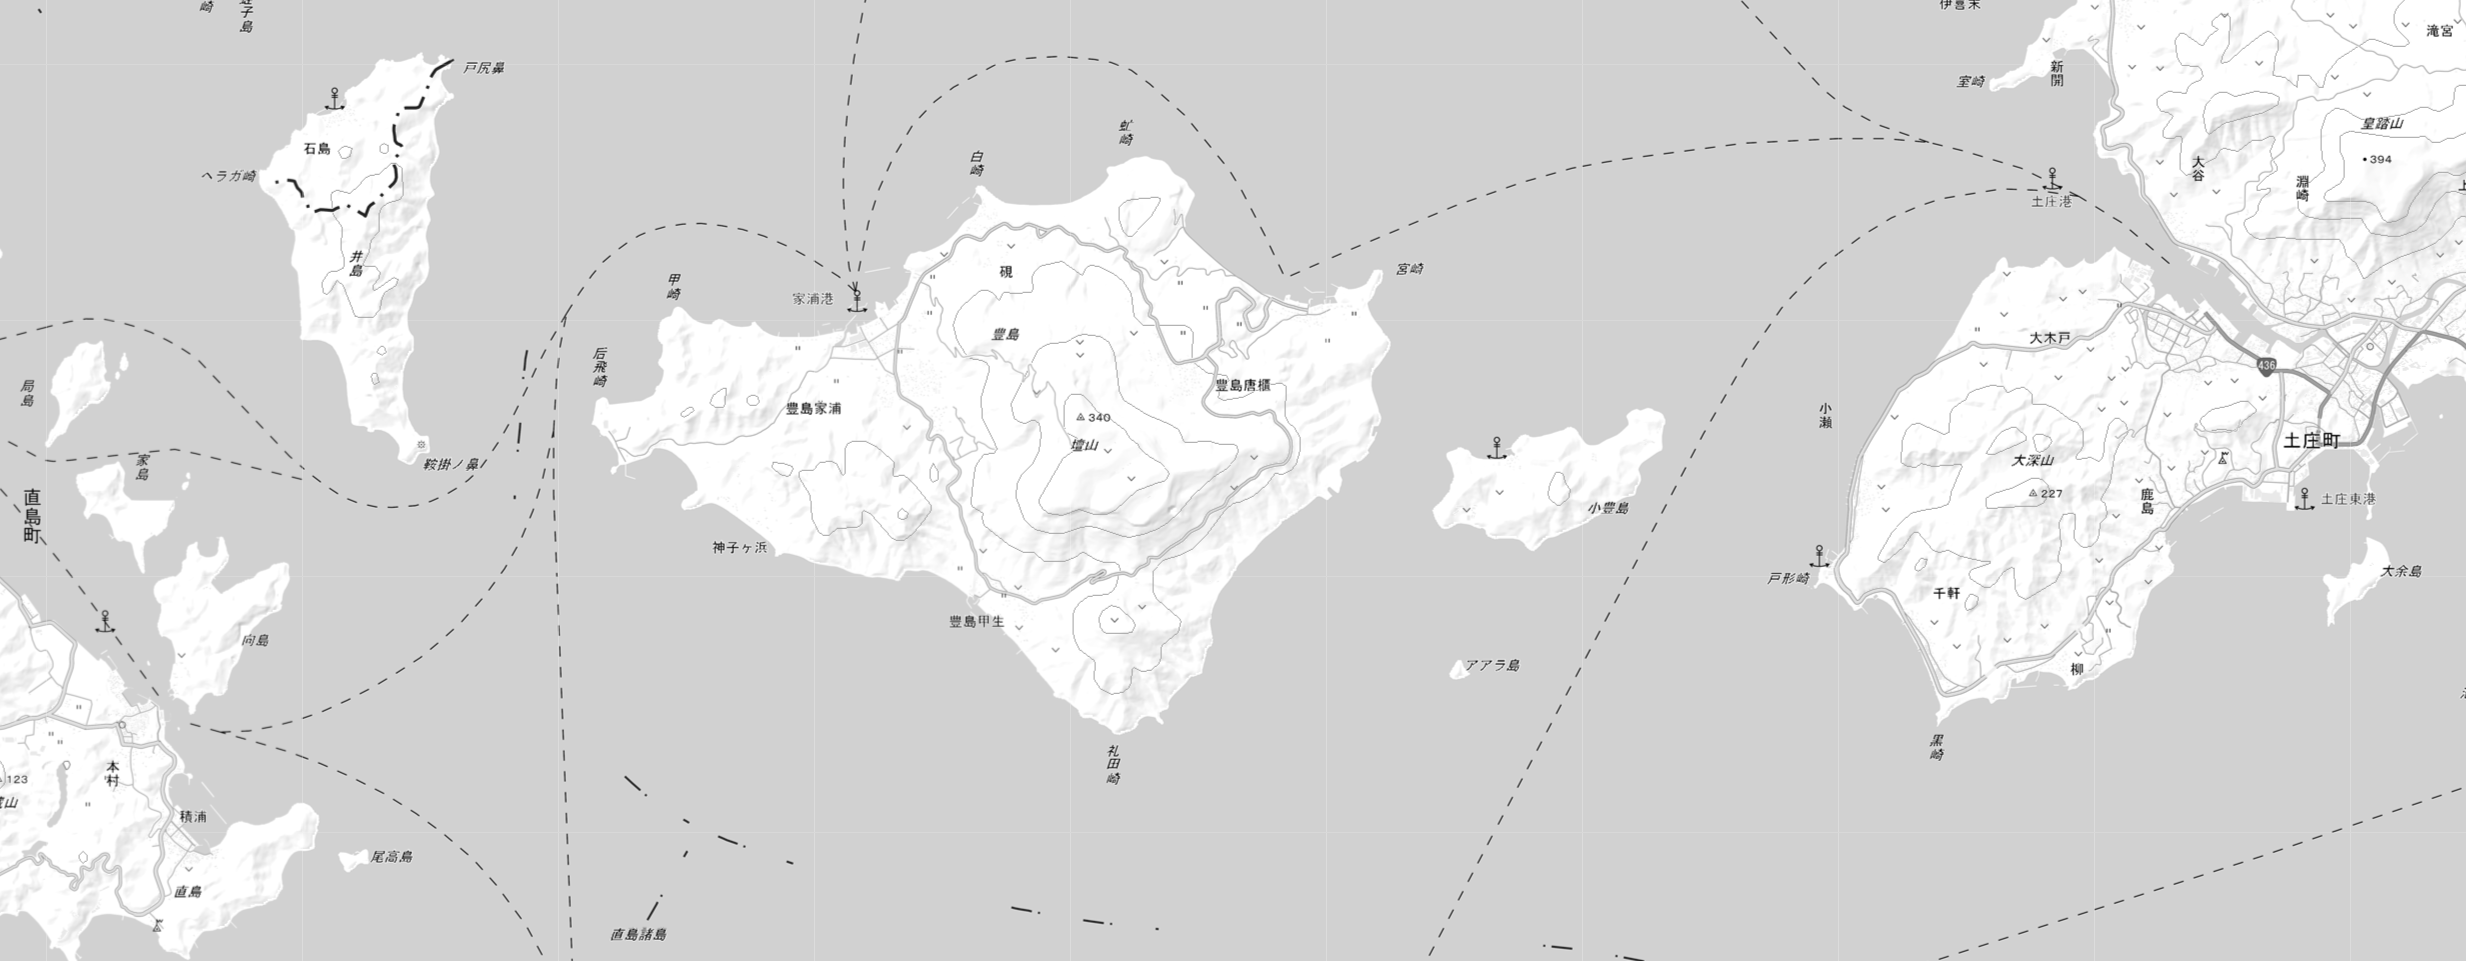 崎
子島
伊喜末
滝宮
戸尻鼻
新開
室崎
皇踏山
394
石島
虻崎
白崎
大谷
ヘラガ崎
淵崎
土庄港
井島
硯
宮崎
甲崎
家浦港
豊島
大木戸
436
后飛崎
局島
豊島唐櫃
豊島家浦
340
壇山
小瀬
土庄町
大深山
227
鞍掛ノ鼻
家島
直島町
小豊島
鹿島
土庄東港
神子ヶ浜
戸形崎
大余島
千軒
豊島甲生
向島
アアラ島
柳
礼田崎
黒崎
本村
123
山
積浦
尾高島
直島
直島諸島